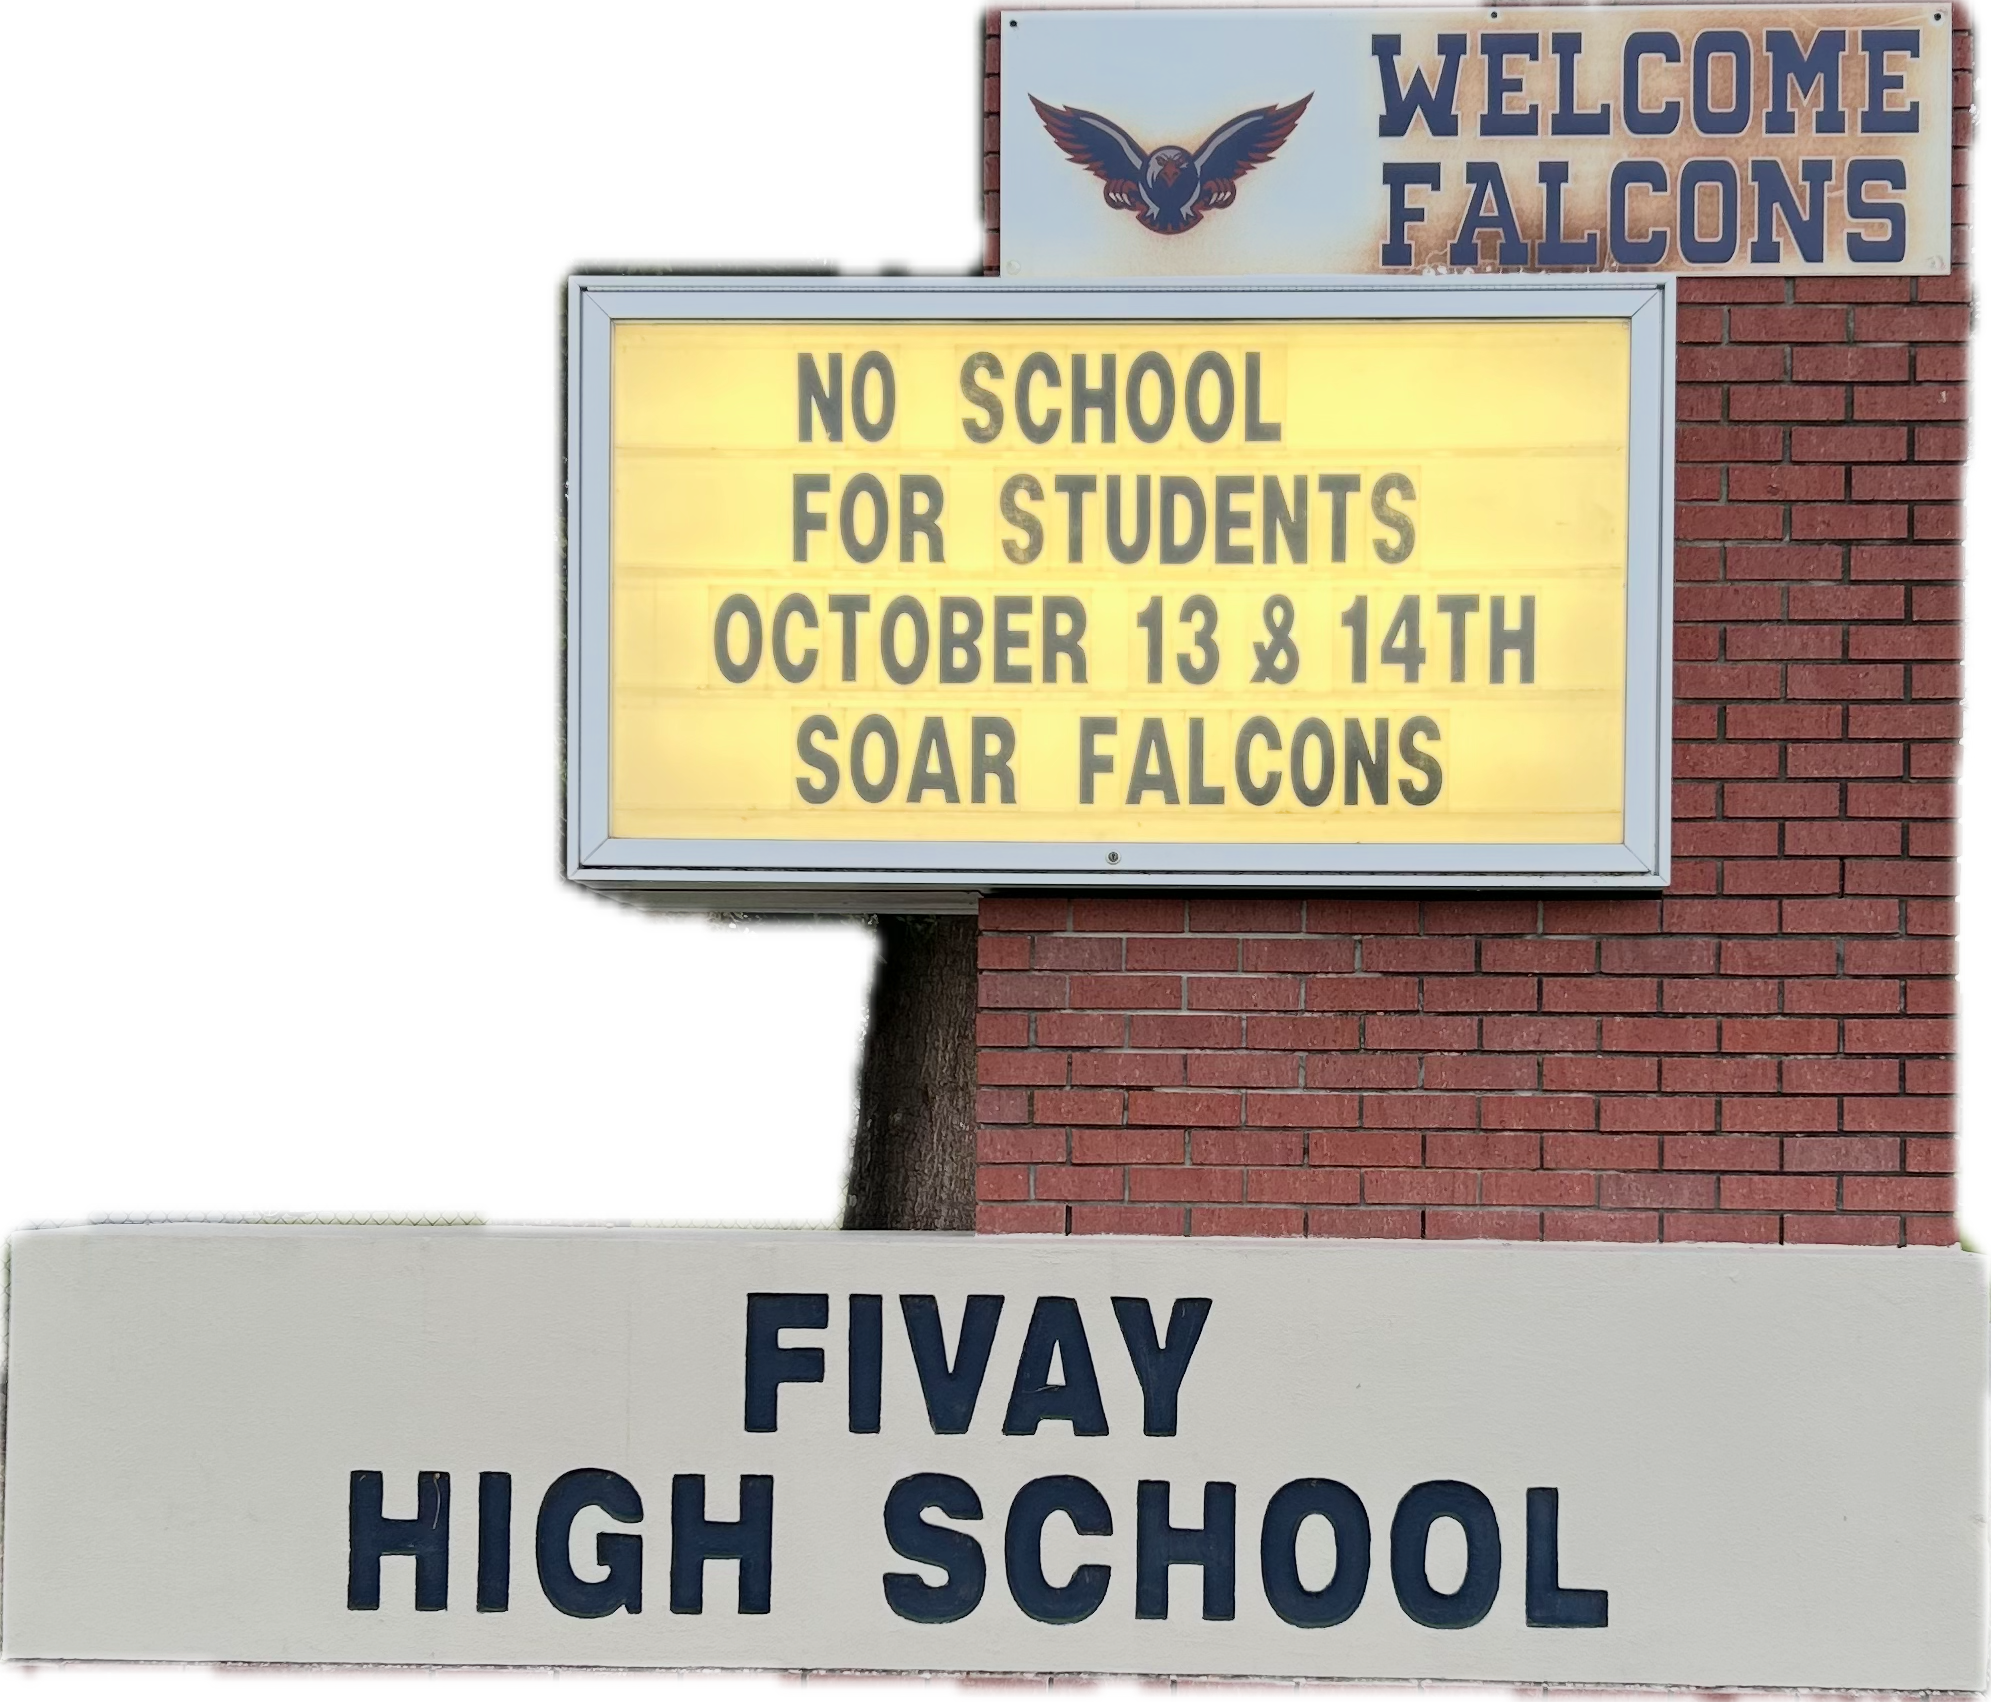 WELCOME
FALCONS
NO SCHOOL
FOR STUDENTS
OCTOBER 13 & 14TH
SOAR FALCONS
FIVAY
HIGH SCHOOL